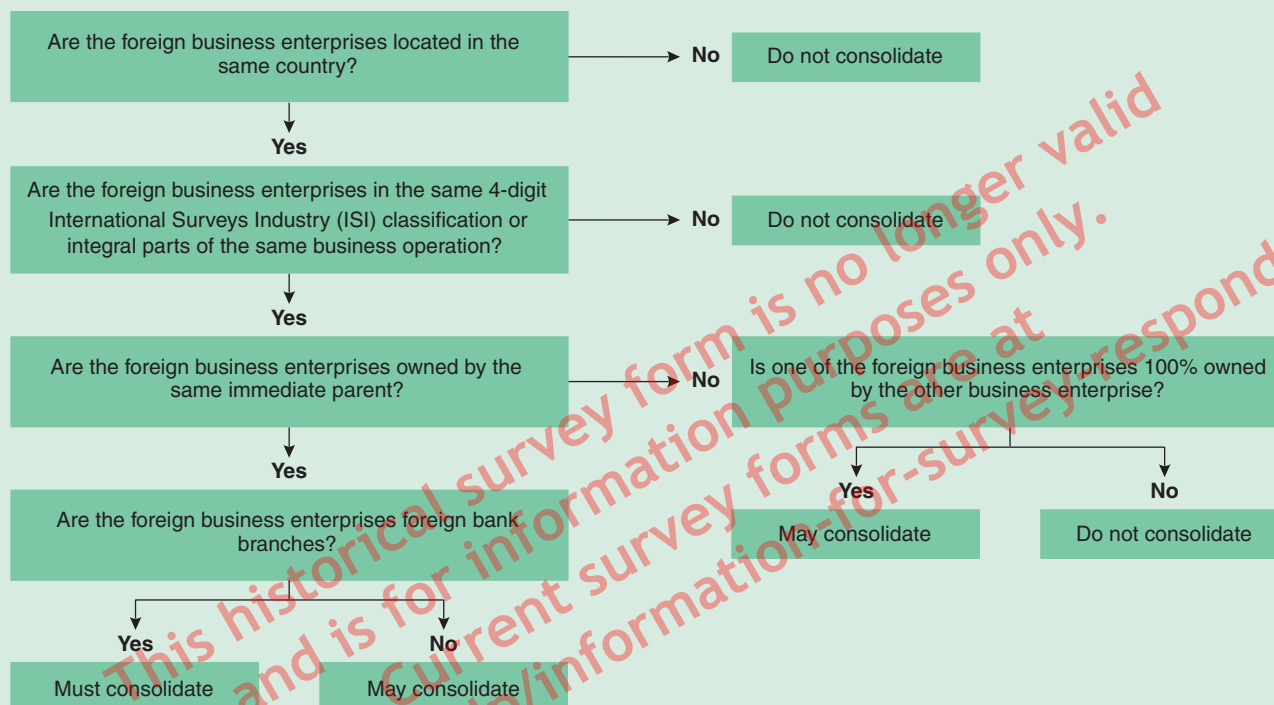 Are the foreign business enterprises located in the
same country?
No
Do not consolidate
Yes
Are the foreign business enterprises in the same 4-digit
International Surveys Industry (ISI) classification or
integral parts of the same business operation?
No
Do not consolidate
Yes
Are the foreign business enterprises owned by the
same immediate parent?
No
Is one of the foreign business enterprises 100% owned
by the other business enterprise?
Yes
No
May consolidate
Do not consolidate
Yes
Are the foreign business enterprises foreign bank
branches?
Yes
No
Must consolidate
May consolidate
This historical survey form is no longer valid
and is for information purposes only.
Current survey forms are at
/information-for-survey-respond